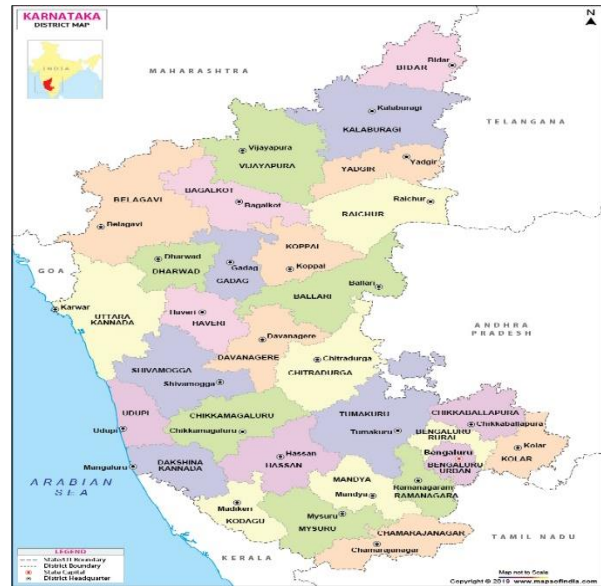 KARNATAKA
DISTRICT MAP
N
INDIA
MAHARASHTRA
Bidar
BIDAR
Kalaburagi
KALABURAGI
TELANGANA
Vijayapura
VIJAYAPURA
Yadgir
YADGIR
BAGALKOT
Bagalkot
BELAGAVI
Belagavi
Raichur
RAICHUR
KOPPAL
Koppal
Dharwad
DHARWAD
Gadag
GADAG
GOA
Ballari
BALLARI
Karwar
UTTARA
KANNADA
Haveri
HAVERI
ANDHRA
PRADESH
Davanagere
DAVANAGERE
Chitradurga
CHITRADURGA
SHIVAMOGGA
Shivamogga
UDUPI
Udupi
CHIKKAMAGALURU
Chikkamagaluru
TUMAKURU
Tumakuru
CHIKKABALLAPURA
Chikkaballapura
BENGALURU
RURAL
Bengaluru
BENGALURU
URBAN
Kolar
KOLAR
Mangaluru
DAKSHINA
KANNADA
Hassan
HASSAN
MANDYA
Mandya
Ramanagaram
RAMANAGARA
ARABIAN
SEA
Madikeri
KODAGU
Mysuru
MYSURU
CHAMARAJANAGAR
Chamarajanagar
KERALA
TAMIL NADU
LEGEND
State/UT Boundary
District Boundary
State Capital
District Headquarter
Map not to Scale
Copyright © 2019 www.mapsofindia.com